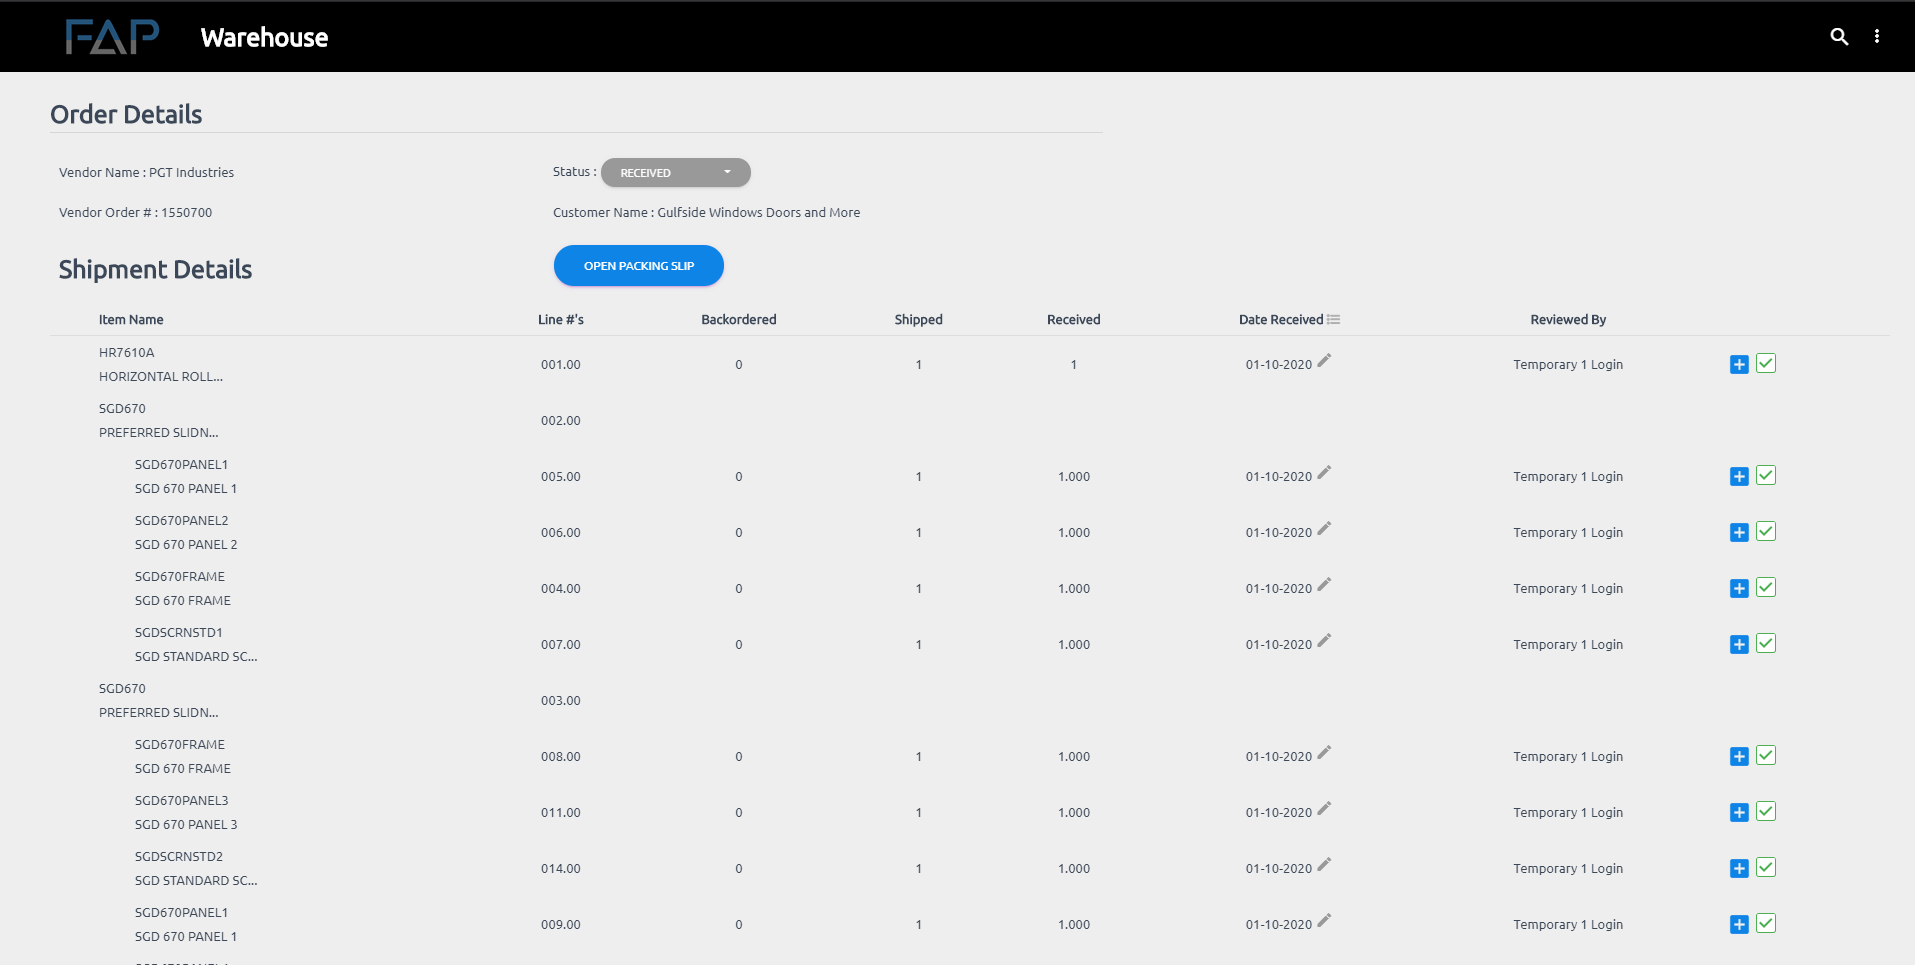 FAP Warehouse
Order Details
Vendor Name : PGT Industries Status : RECEIVED
Vendor Order # : 1550700 Customer Name : Gulfside Windows Doors and More
Shipment Details OPEN PACKING SLIP
Item Name Line #'s Backordered Shipped Received Date Received Reviewed By
HR7610A
HORIZONTAL ROLL... 001.00 0 1 1 01-10-2020 Temporary 1 Login
SGD670
PREFERRED SLIDN... 002.00
SGD670PANEL1
SGD 670 PANEL 1 005.00 0 1 1.000 01-10-2020 Temporary 1 Login
SGD670PANEL2
SGD 670 PANEL 2 006.00 0 1 1.000 01-10-2020 Temporary 1 Login
SGD670FRAME
SGD 670 FRAME 004.00 0 1 1.000 01-10-2020 Temporary 1 Login
SGDSCRNSTD1
SGD STANDARD SC... 007.00 0 1 1.000 01-10-2020 Temporary 1 Login
SGD670
PREFERRED SLIDN... 003.00
SGD670FRAME
SGD 670 FRAME 008.00 0 1 1.000 01-10-2020 Temporary 1 Login
SGD670PANEL3
SGD 670 PANEL 3 011.00 0 1 1.000 01-10-2020 Temporary 1 Login
SGDSCRNSTD2
SGD STANDARD SC... 014.00 0 1 1.000 01-10-2020 Temporary 1 Login
SGD670PANEL1
SGD 670 PANEL 1 009.00 0 1 1.000 01-10-2020 Temporary 1 Login